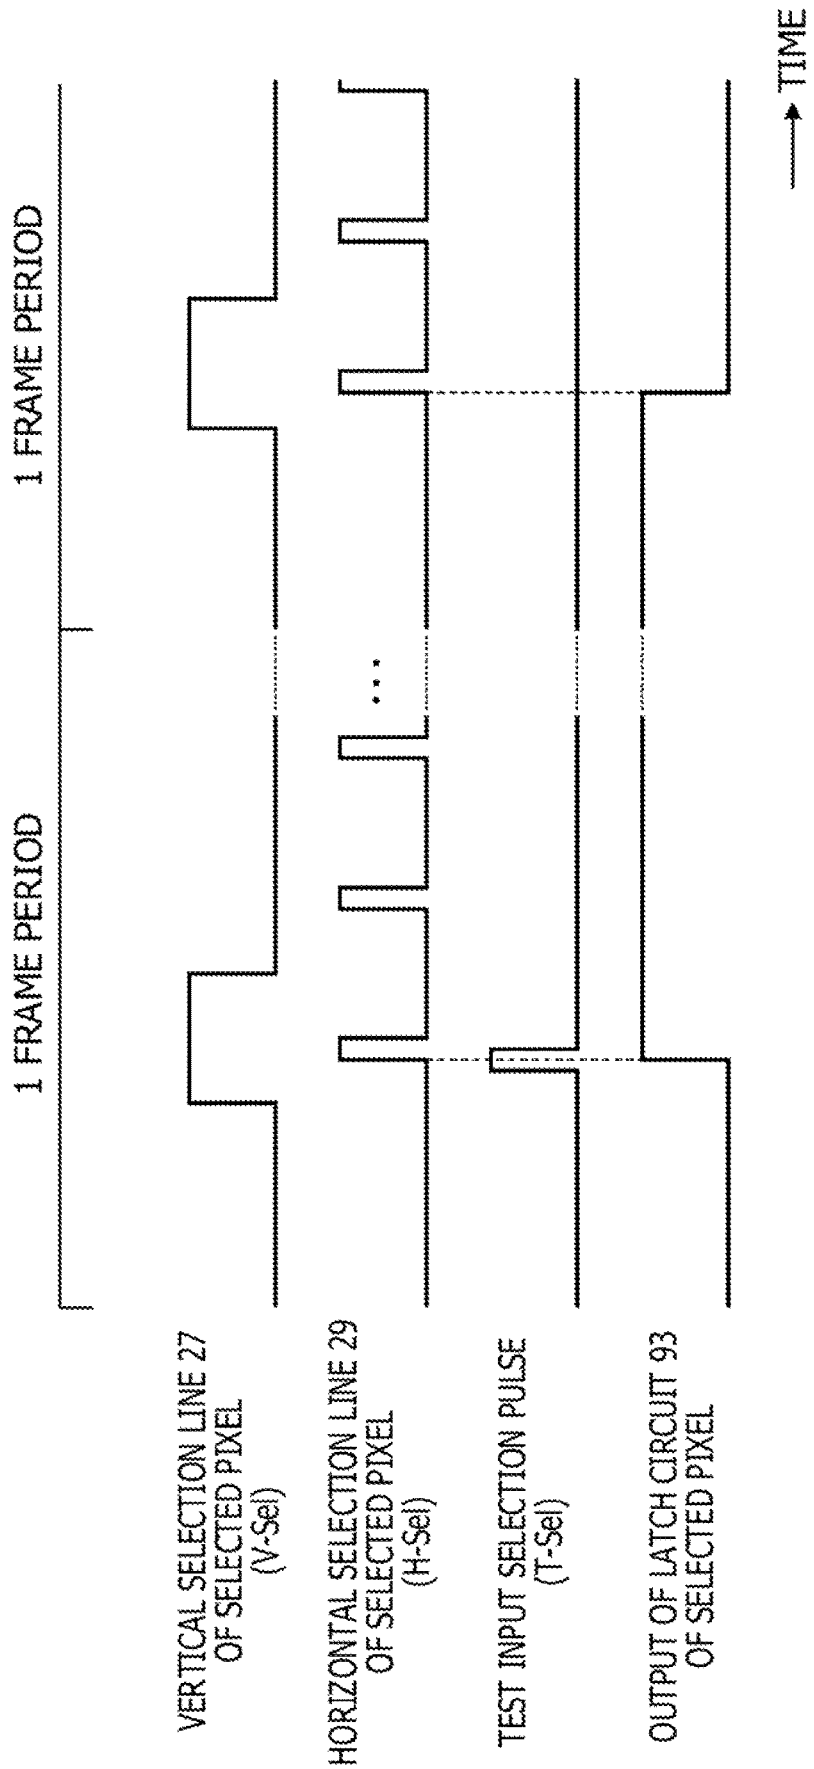 1 FRAME PERIOD
1 FRAME PERIOD
VERTICAL SELECTION LINE 27
OF SELECTED PIXEL
(V-Sel)
HORIZONTAL SELECTION LINE 29
OF SELECTED PIXEL
(H-Sel)
TEST INPUT SELECTION PULSE
(T-Sel)
OUTPUT OF LATCH CIRCUIT 93
OF SELECTED PIXEL
TIME